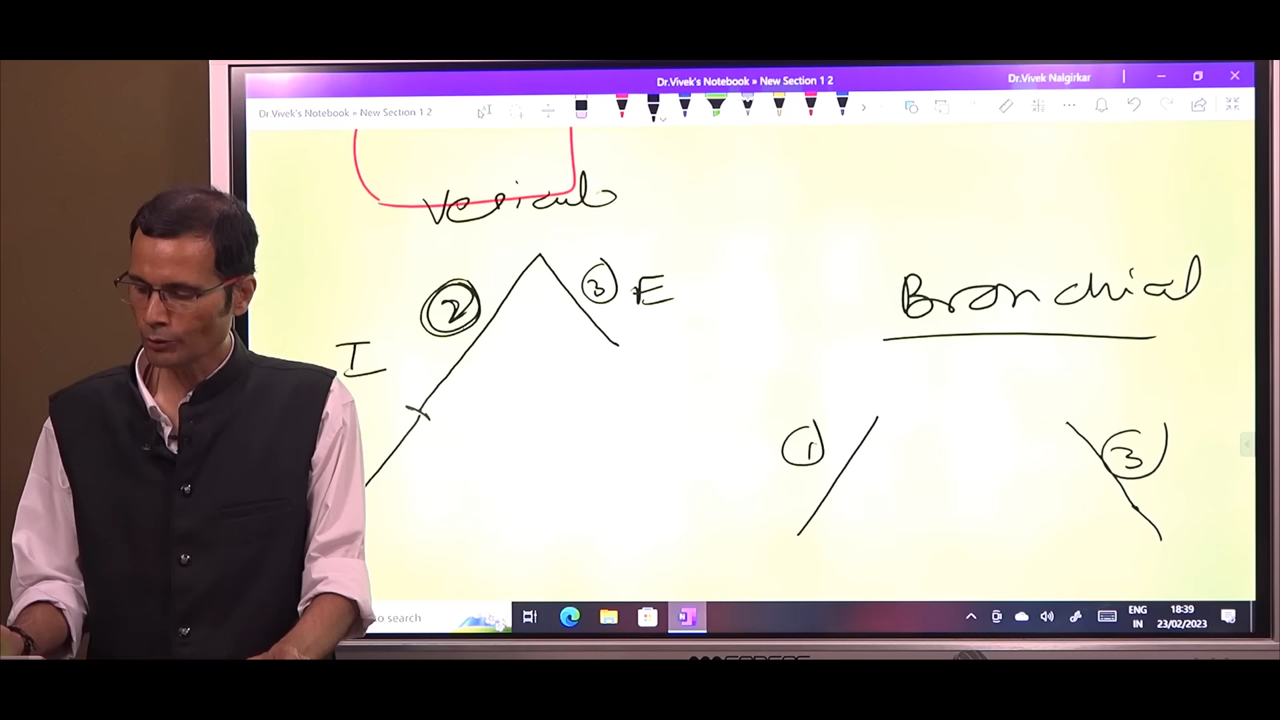 Dr.Vivek's Notebook » New Section 1 2
Dr.Vivek Nalgirkar
Dr.Vivek's Notebook » New Section 1 2
Vesicula
2
3 E
I
Bronchial
1
3
to search
ENG
IN
18:39
23/02/2023